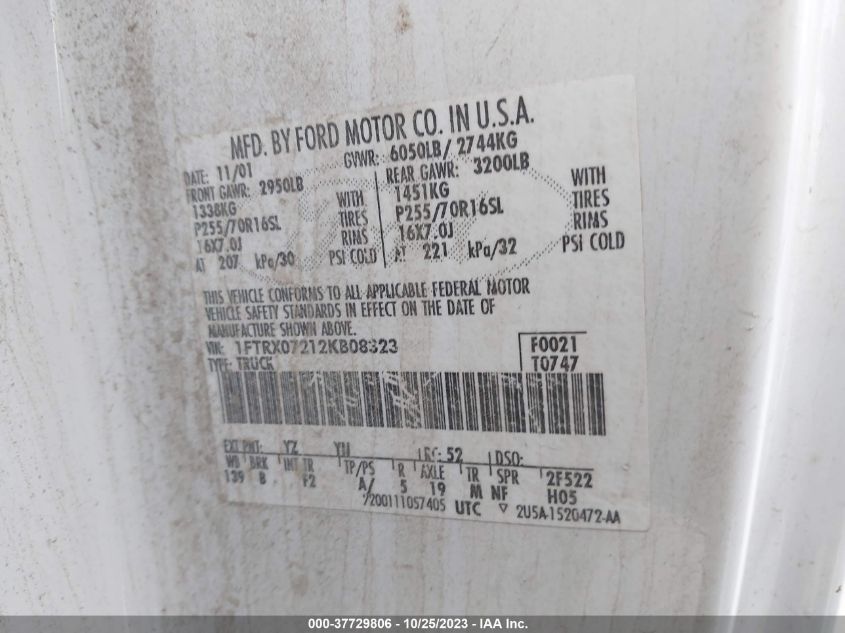 MFD. BY FORD MOTOR CO. IN U.S.A.
DATE: 11/01 GVWR: 6050LB/ 2744KG
FRONT GAWR: 2950LB REAR GAWR: 3200LB
1338KG WITH 1451KG WITH
P255/70R16SL TIRES P255/70R16SL TIRES
16X7.0J RIMS 16X7.0J RIMS
AT 207 kPa/30 PSI COLD AT 221 kPa/32 PSI COLD
THIS VEHICLE CONFORMS TO ALL APPLICABLE FEDERAL MOTOR
VEHICLE SAFETY STANDARDS IN EFFECT ON THE DATE OF
MANUFACTURE SHOWN ABOVE.
VIN: 1FTRX07212KB08323 F0021
TYPE: TRUCK T0747
EXT PNT: YZ YN RC: 52 DSO:
WB BRK INT TR TP/PS R AXLE TR SPR 2F522
139 B F2 A/ 5 19 M NF H05
200111057405 UTC ▽ 2U5A-1520472-AA
000-37729806 - 10/25/2023 - IAA Inc.